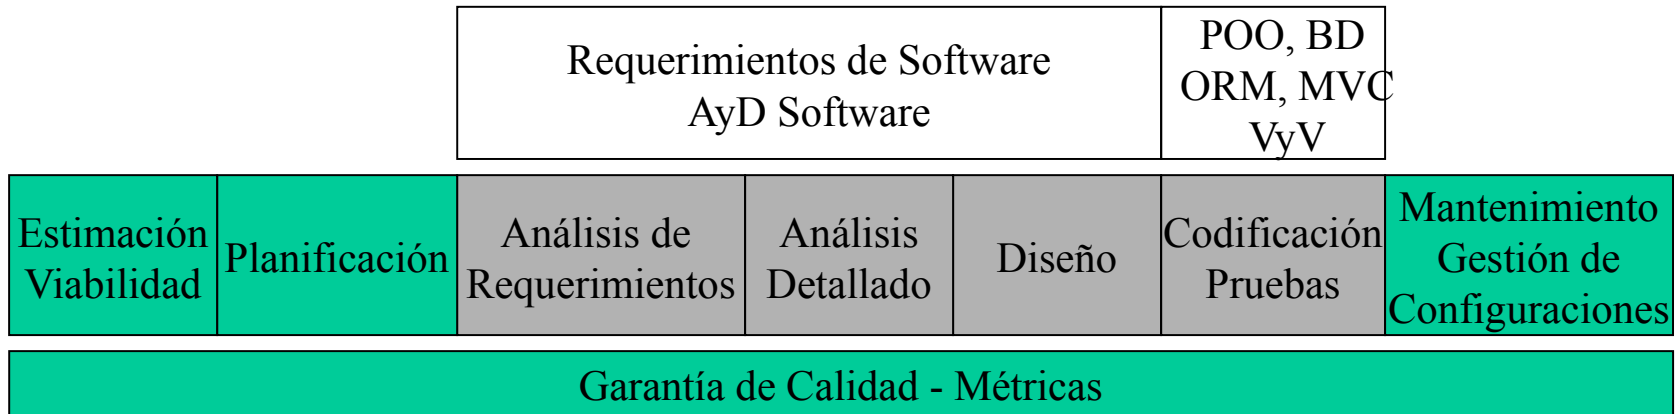 Requerimientos de Software
AyD Software
POO, BD
ORM, MVC
VyV
Estimación
Viabilidad
Planificación
Análisis de
Requerimientos
Análisis
Detallado
Diseño
Codificación
Pruebas
Mantenimiento
Gestión de
Configuraciones
Garantía de Calidad - Métricas